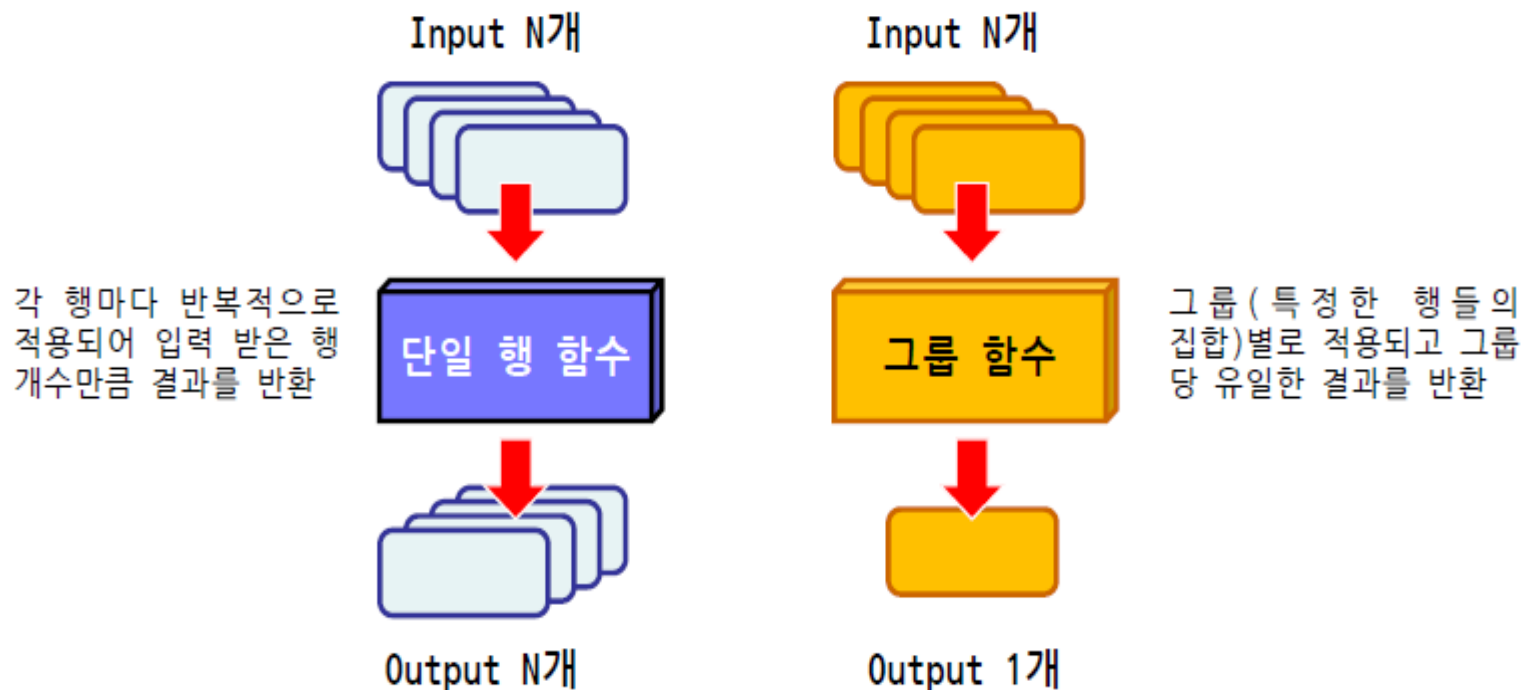 Input N개
Input N개
각 행마다 반복적으로
적용되어 입력 받은 행
개수만큼 결과를 반환
단일 행 함수
그룹 함수
그룹(특정한 행들의
집합)별로 적용되고 그룹
당 유일한 결과를 반환
Output N개
Output 1개